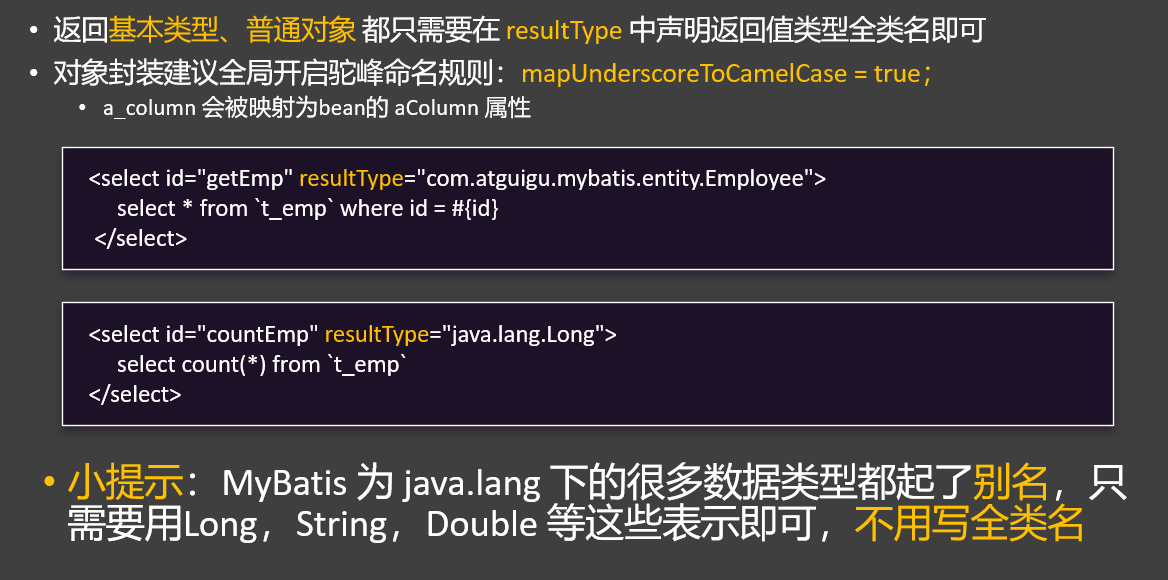 • 返回基本类型、普通对象 都只需要在 resultType 中声明返回值类型全类名即可
• 对象封装建议全局开启驼峰命名规则：mapUnderscoreToCamelCase = true；
• a_column 会被映射为bean的 aColumn 属性
<select id="getEmp" resultType="com.atguigu.mybatis.entity.Employee">
select * from `t_emp` where id = #{id}
</select>
<select id="countEmp" resultType="java.lang.Long">
select count(*) from `t_emp`
</select>
• 小提示：MyBatis 为 java.lang 下的很多数据类型都起了别名，只
需要用Long，String，Double 等这些表示即可，不用写全类名